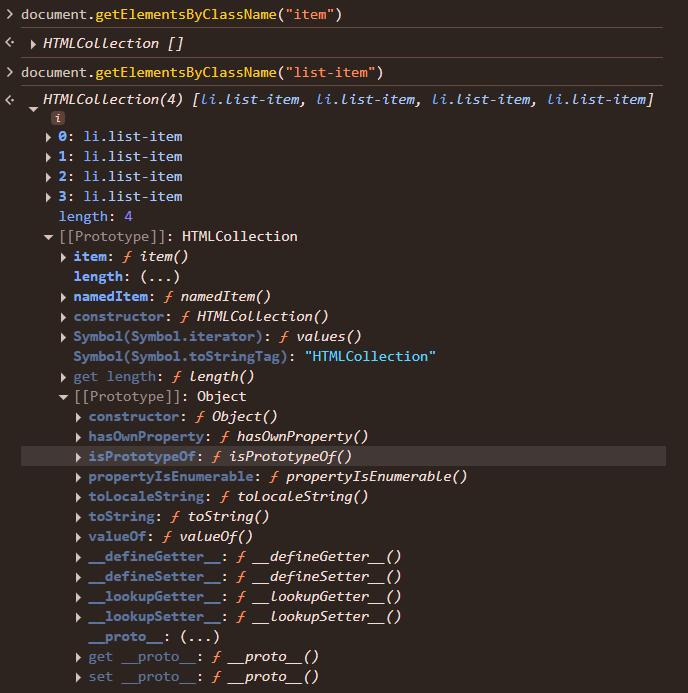 document.getElementsByClassName("item")
HTMLCollection []
document.getElementsByClassName("list-item")
HTMLCollection(4) [li.list-item, li.list-item, li.list-item, li.list-item]
i
0: li.list-item
1: li.list-item
2: li.list-item
3: li.list-item
length: 4
[[Prototype]]: HTMLCollection
item: ƒ item()
length: (...)
namedItem: ƒ namedItem()
constructor: ƒ HTMLCollection()
Symbol(Symbol.iterator): ƒ values()
Symbol(Symbol.toStringTag): "HTMLCollection"
get length: ƒ length()
[[Prototype]]: Object
constructor: ƒ Object()
hasOwnProperty: ƒ hasOwnProperty()
isPrototypeOf: ƒ isPrototypeOf()
propertyIsEnumerable: ƒ propertyIsEnumerable()
toLocaleString: ƒ toLocaleString()
toString: ƒ toString()
valueOf: ƒ valueOf()
__defineGetter__: ƒ __defineGetter__()
__defineSetter__: ƒ __defineSetter__()
__lookupGetter__: ƒ __lookupGetter__()
__lookupSetter__: ƒ __lookupSetter__()
__proto__: (...)
get __proto__: ƒ __proto__()
set __proto__: ƒ __proto__()